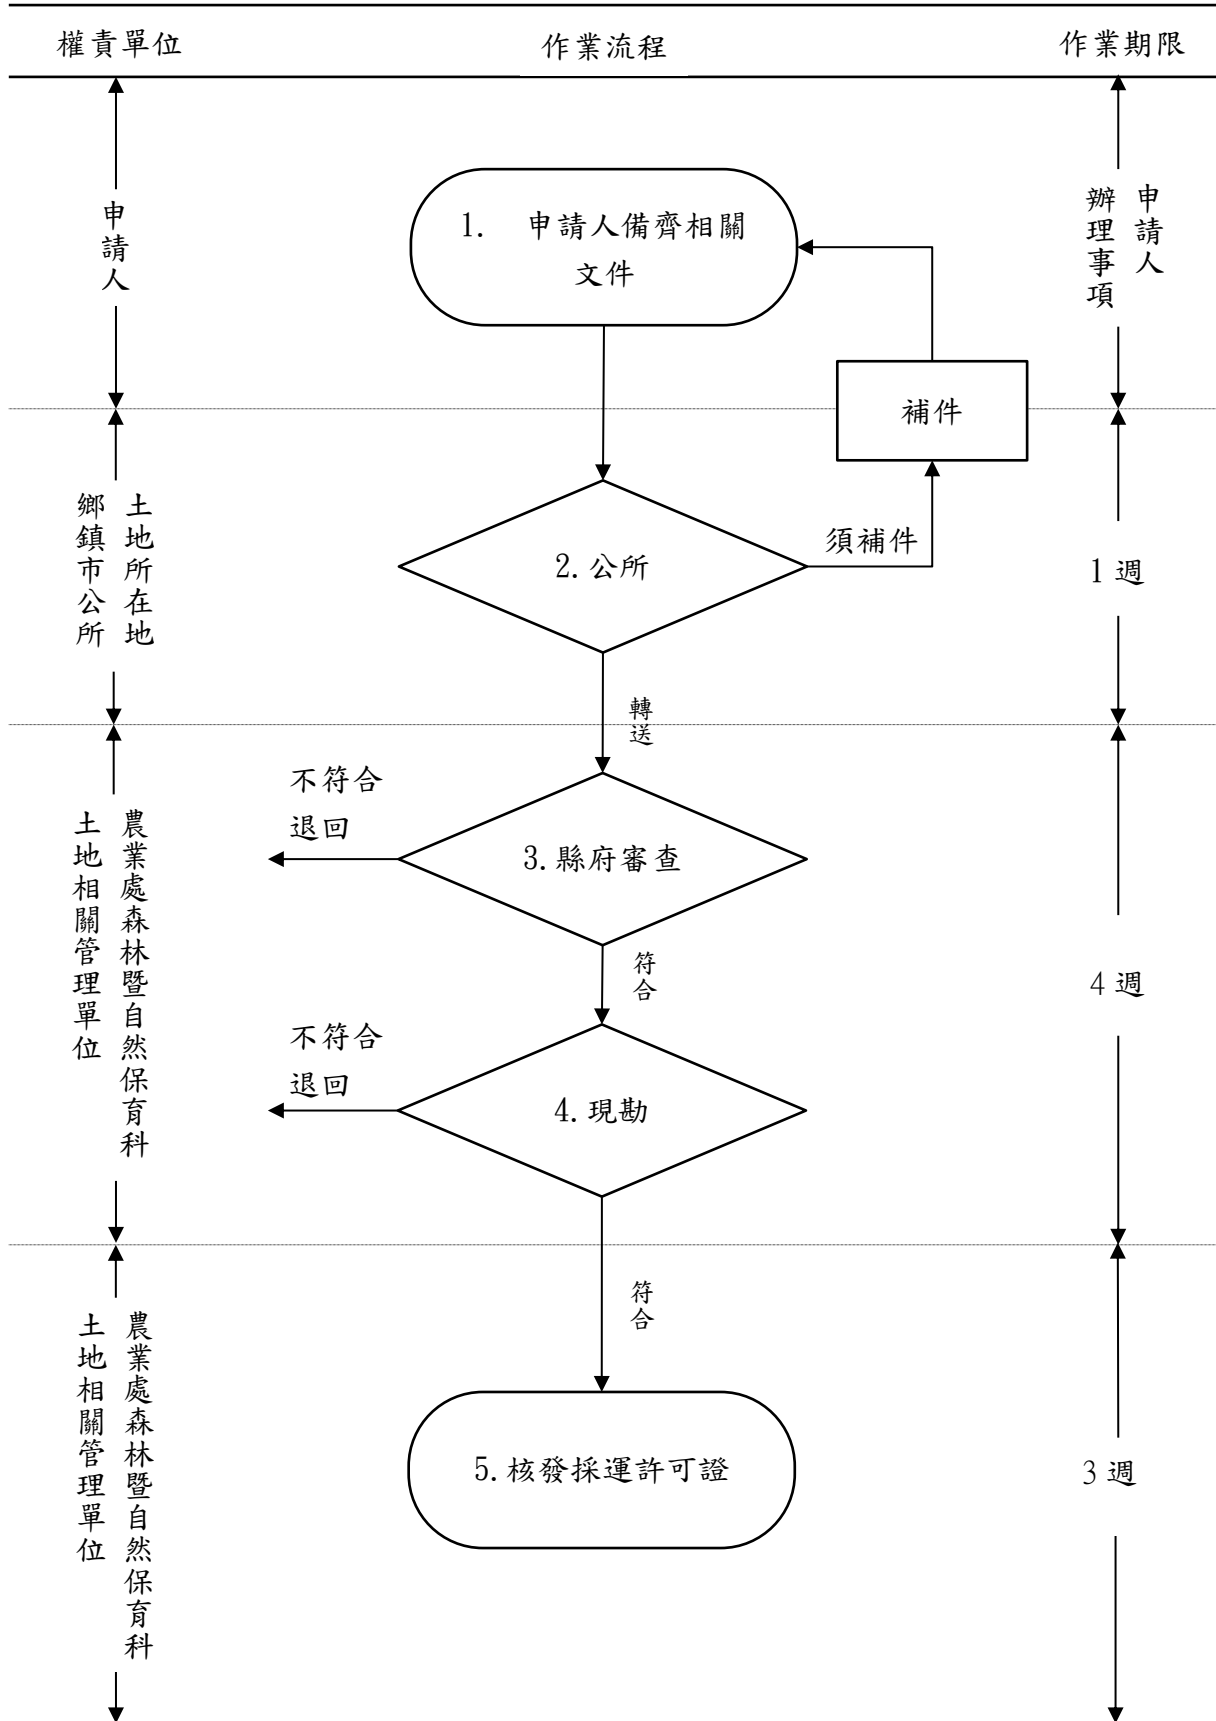 權責單位
作業流程
作業期限
申請人
1. 申請人備齊相關
文件
申請人
辦理事項
補件
土地所在地
鄉鎮市公所
2.公所
須補件
1週
轉送
農業處森林暨自然保育科
土地相關管理單位
不符合
退回
3.縣府審查
符合
4週
不符合
退回
4.現勘
符合
農業處森林暨自然保育科
土地相關管理單位
5.核發採運許可證
3週